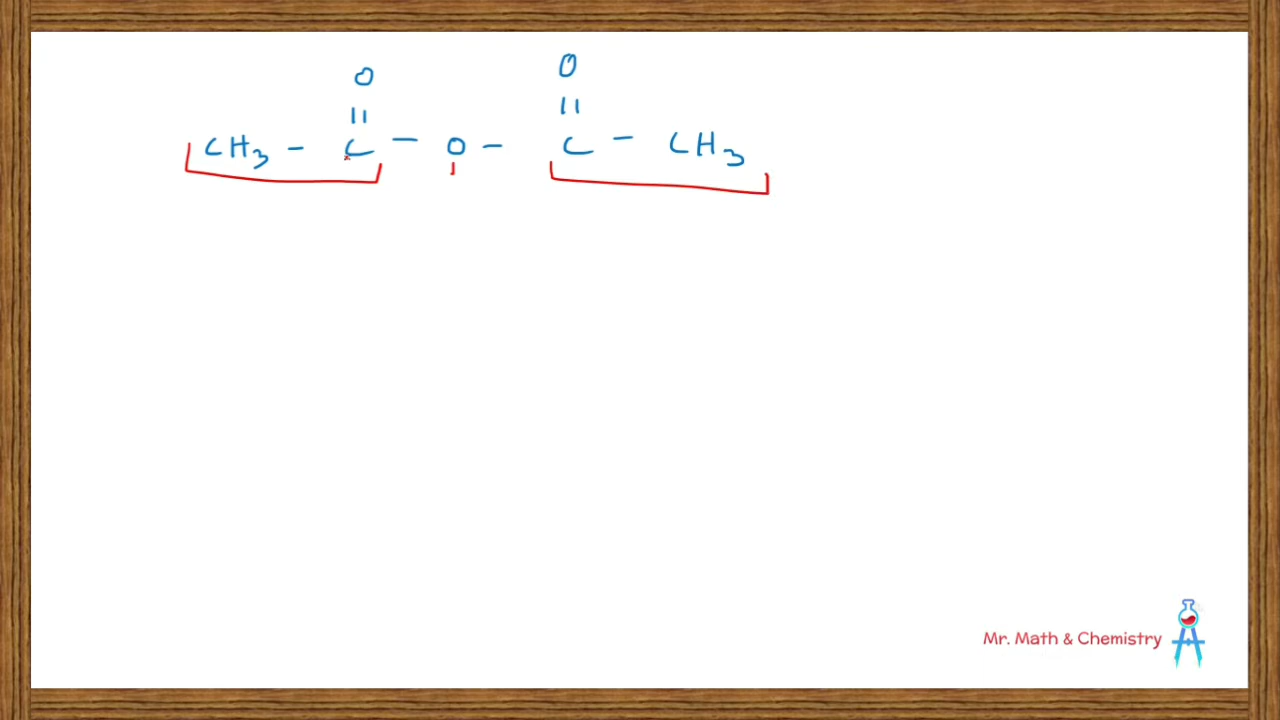 O O
|| ||
CH3 - C - O - C - CH3
Mr. Math & Chemistry